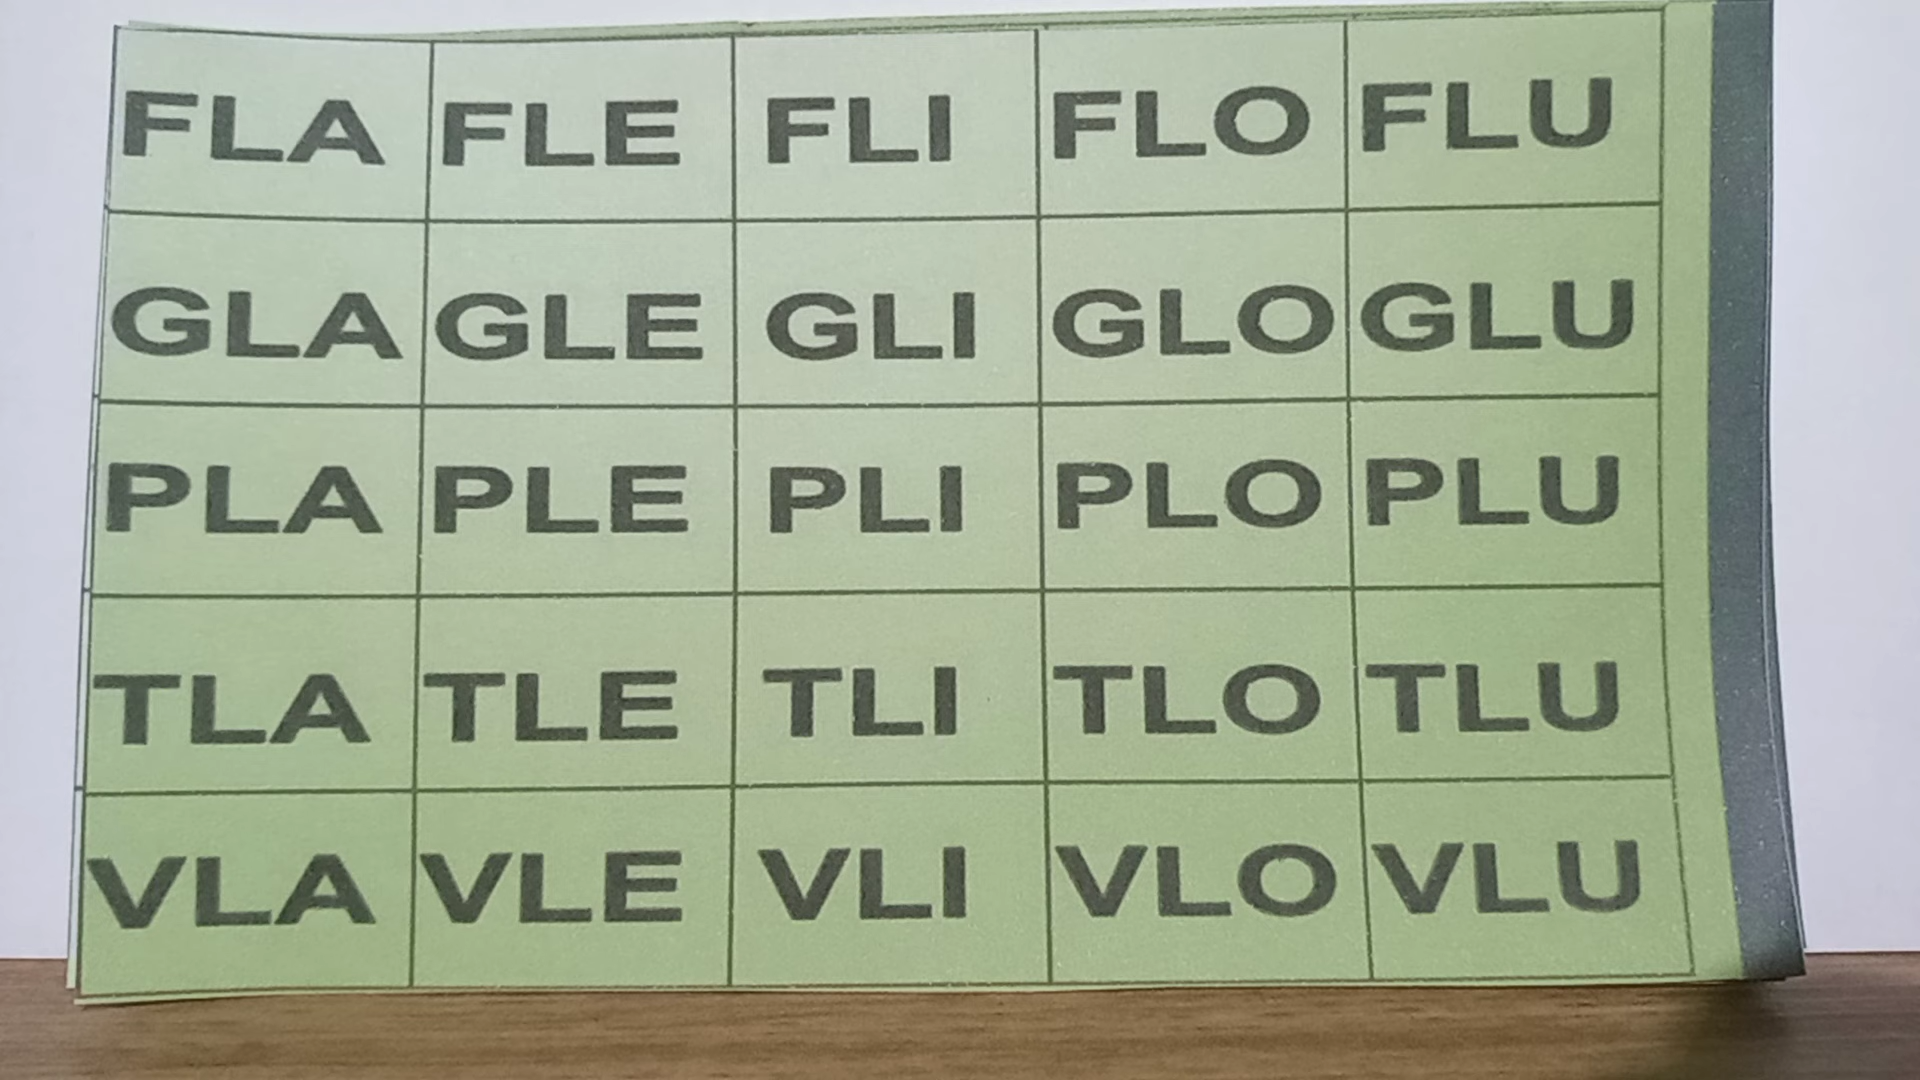 FLA FLE FLI FLO FLU
GLA GLE GLI GLO GLU
PLA PLE PLI PLO PLU
TLA TLE TLI TLO TLU
VLA VLE VLI VLO VLU